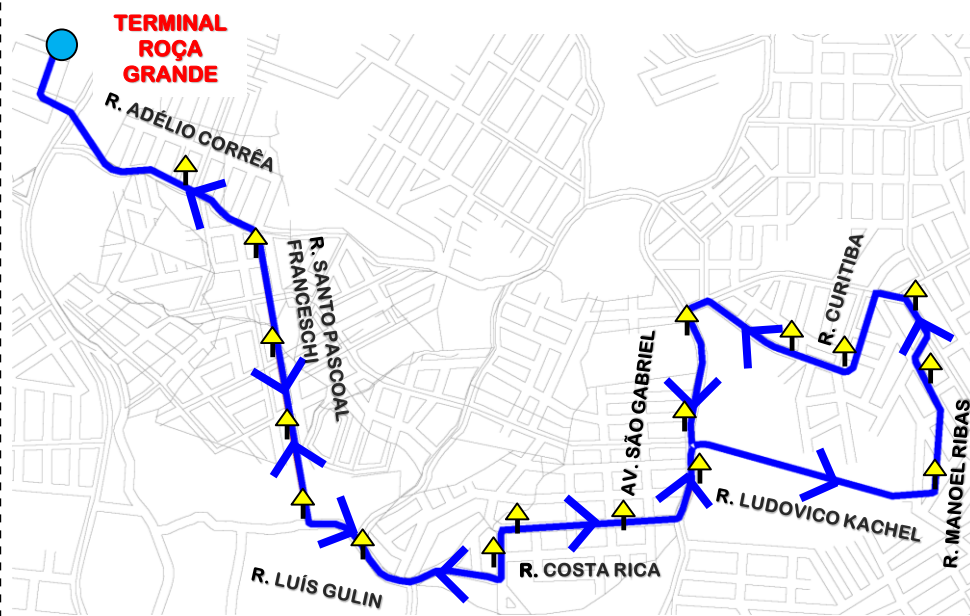 TERMINAL
ROÇA
GRANDE
R. ADÉLIO CORRÊA
R. SANTO PASCOAL
FRANCESCHI
R. CURITIBA
AV. SÃO GABRIEL
R. MANOEL RIBAS
R. LUDOVICO KACHEL
R. COSTA RICA
R. LUÍS GULIN